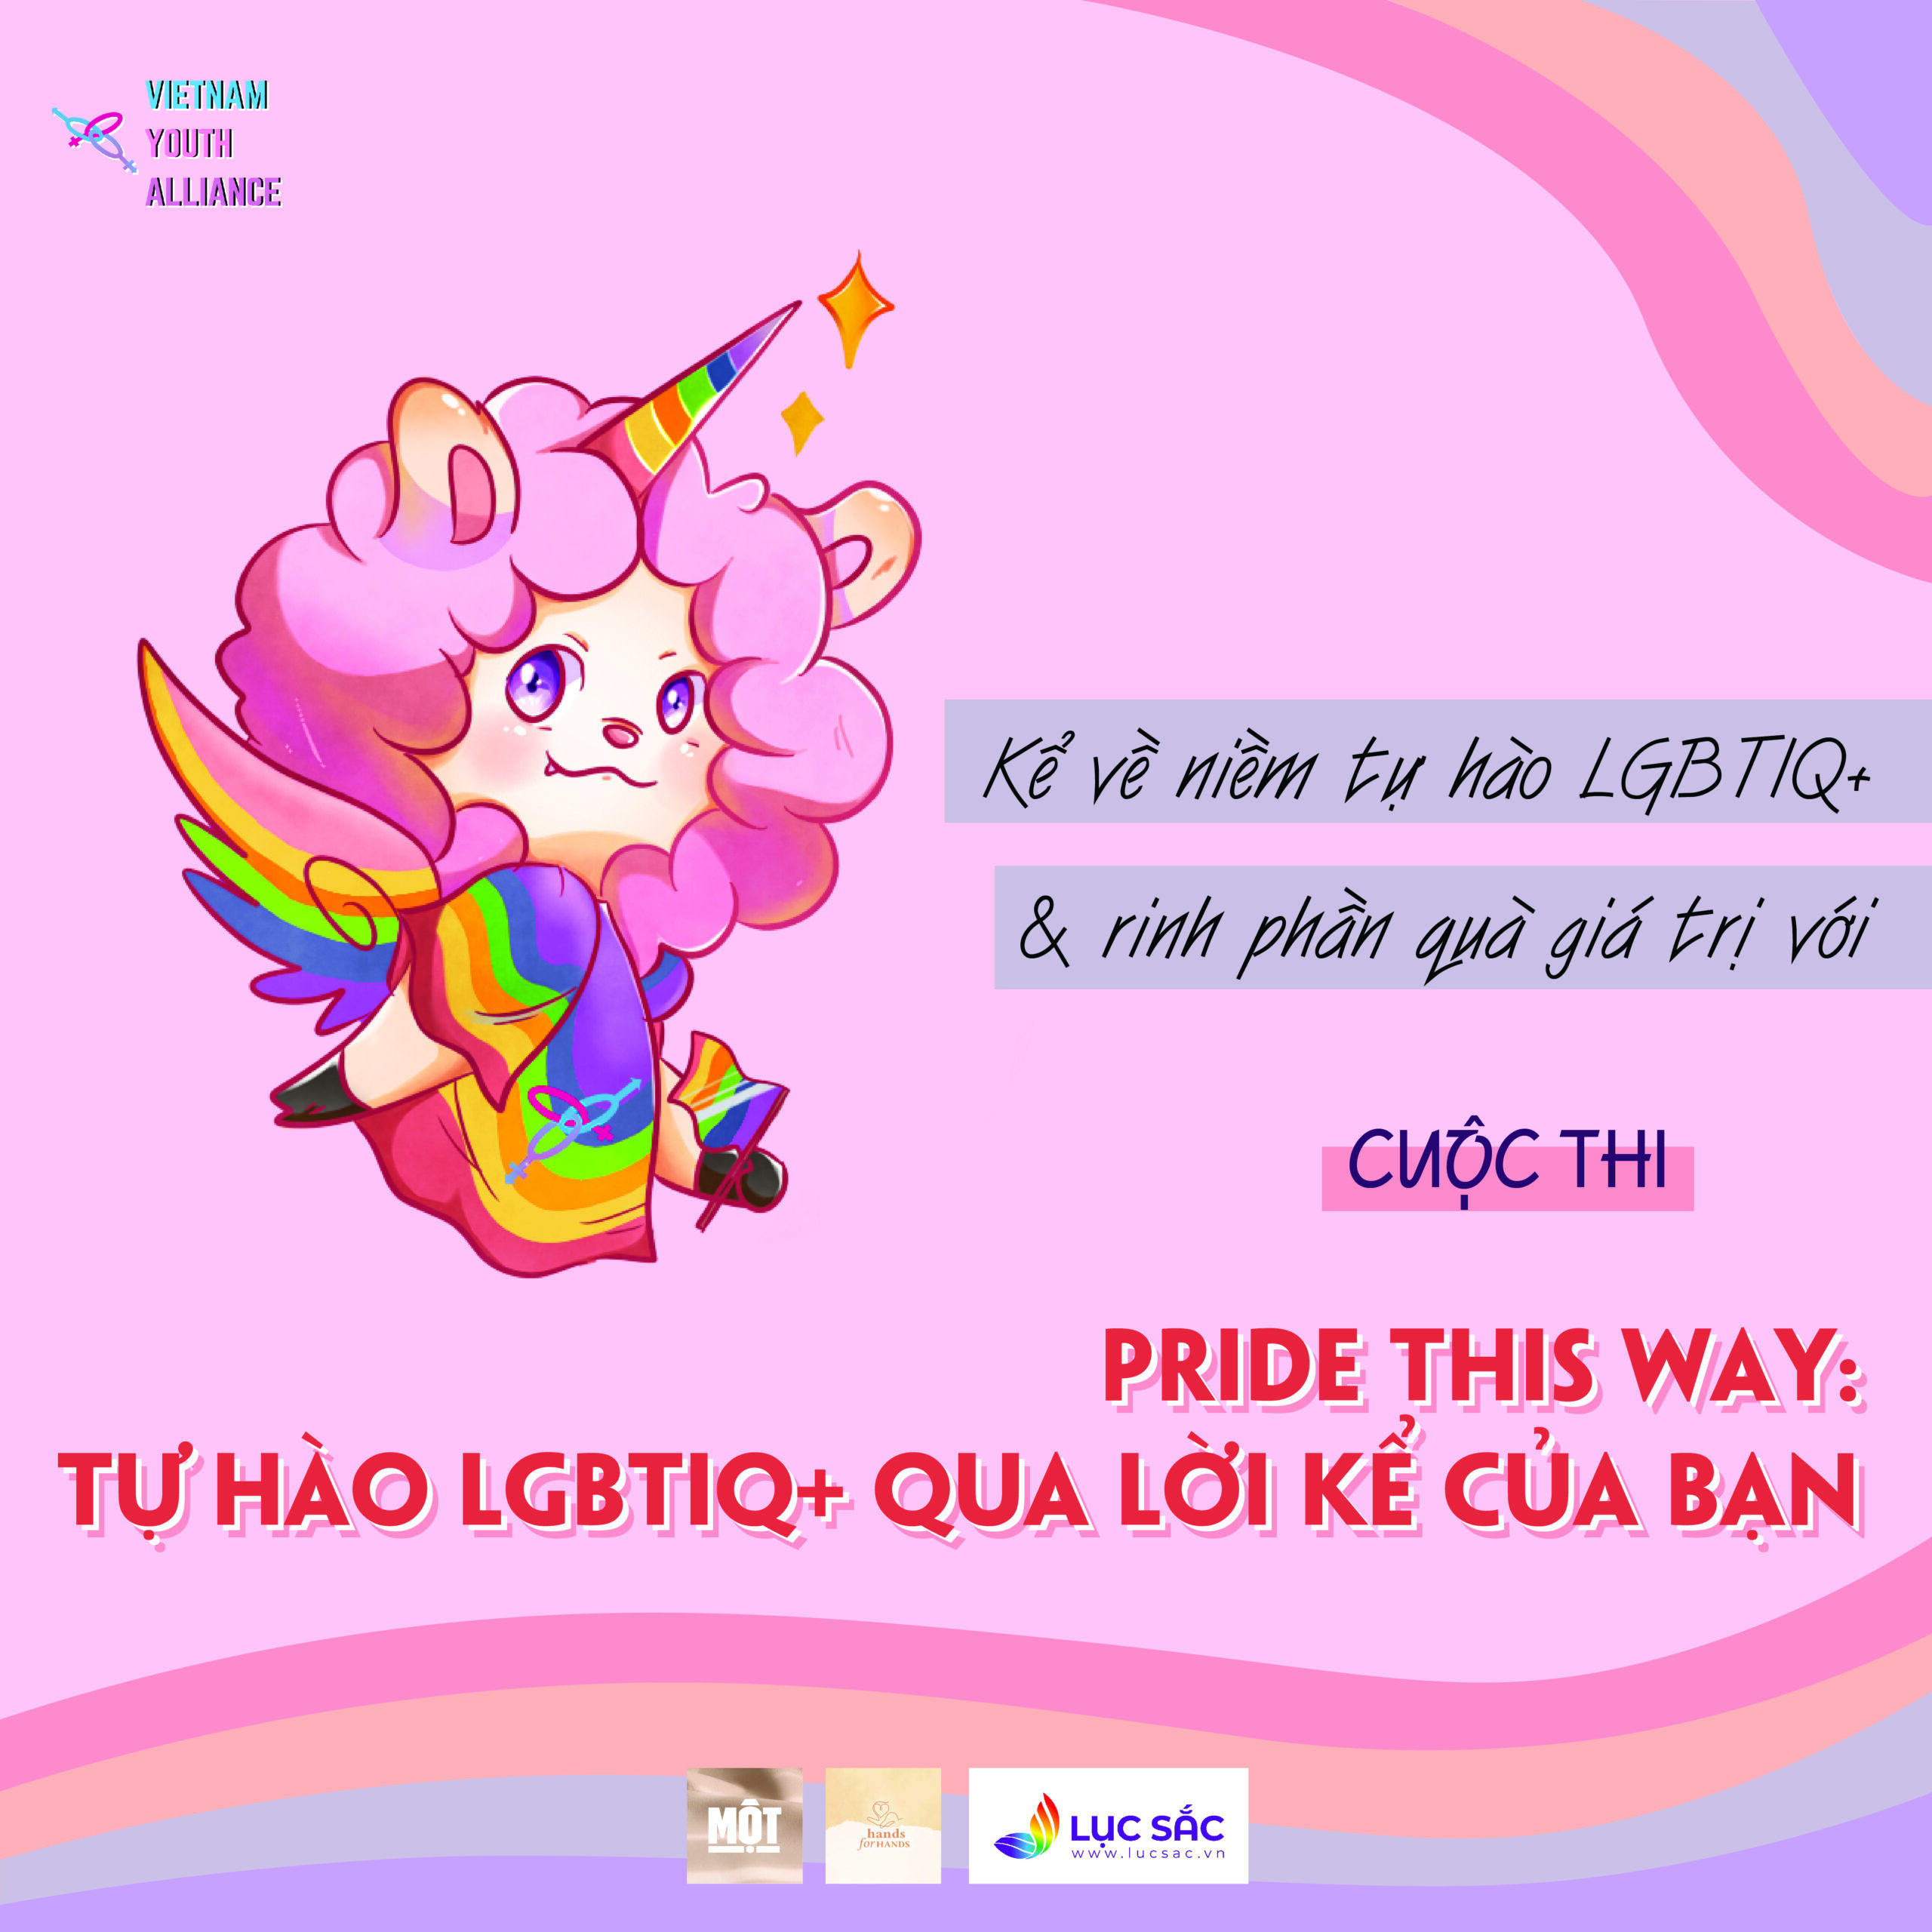 VIETNAM
YOUTH
ALLIANCE
Kể về niềm tự hào LGBTIQ+
& rinh phần quà giá trị với
CUỘC THI
PRIDE THIS WAY:
TỰ HÀO LGBTIQ+ QUA LỜI KỂ CỦA BẠN
MỘT
hands
for HANDS
LỤC SẮC
www.lucsac.vn